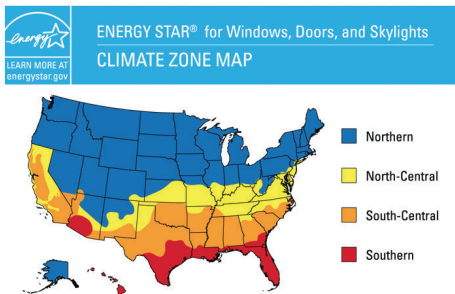 energy
LEARN MORE AT
energystar.gov
ENERGY STAR® for Windows, Doors, and Skylights
CLIMATE ZONE MAP
Northern
North-Central
South-Central
Southern